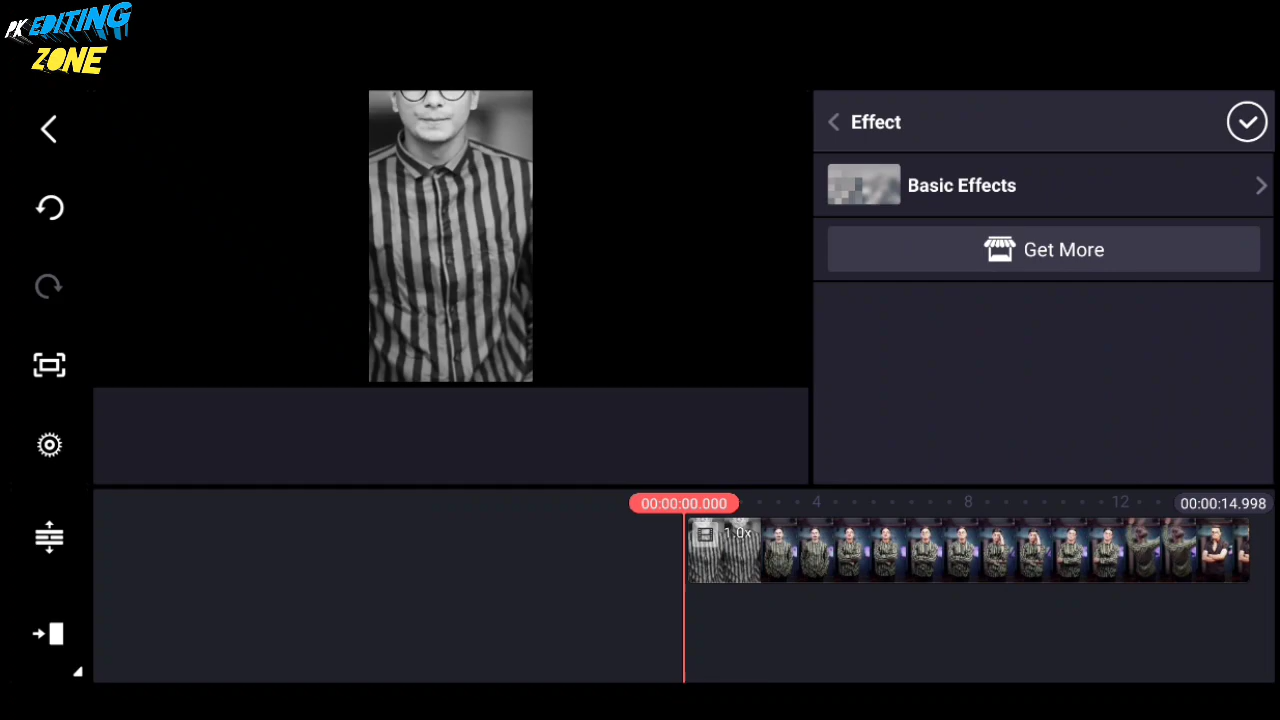 PK EDITING
ZONE
Effect
Basic Effects
Get More
00:00:00.000
4
8
12
00:00:14.998
1.0x